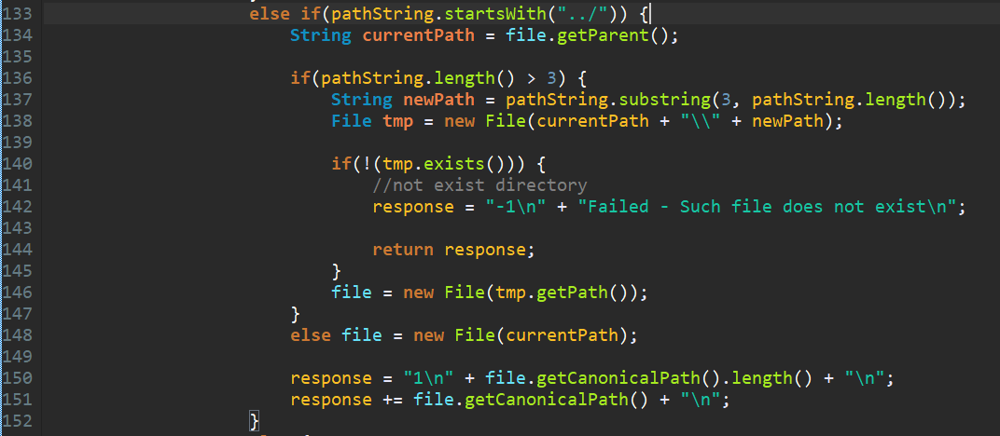 133 else if(pathString.startsWith("../")) {
134 String currentPath = file.getParent();
135
136 if(pathString.length() > 3) {
137 String newPath = pathString.substring(3, pathString.length());
138 File tmp = new File(currentPath + "\\" + newPath);
139
140 if(!(tmp.exists())) {
141 //not exist directory
142 response = "-1\n" + "Failed - Such file does not exist\n";
143
144 return response;
145 }
146 file = new File(tmp.getPath());
147 }
148 else file = new File(currentPath);
149
150 response = "1\n" + file.getCanonicalPath().length() + "\n";
151 response += file.getCanonicalPath() + "\n";
152 }